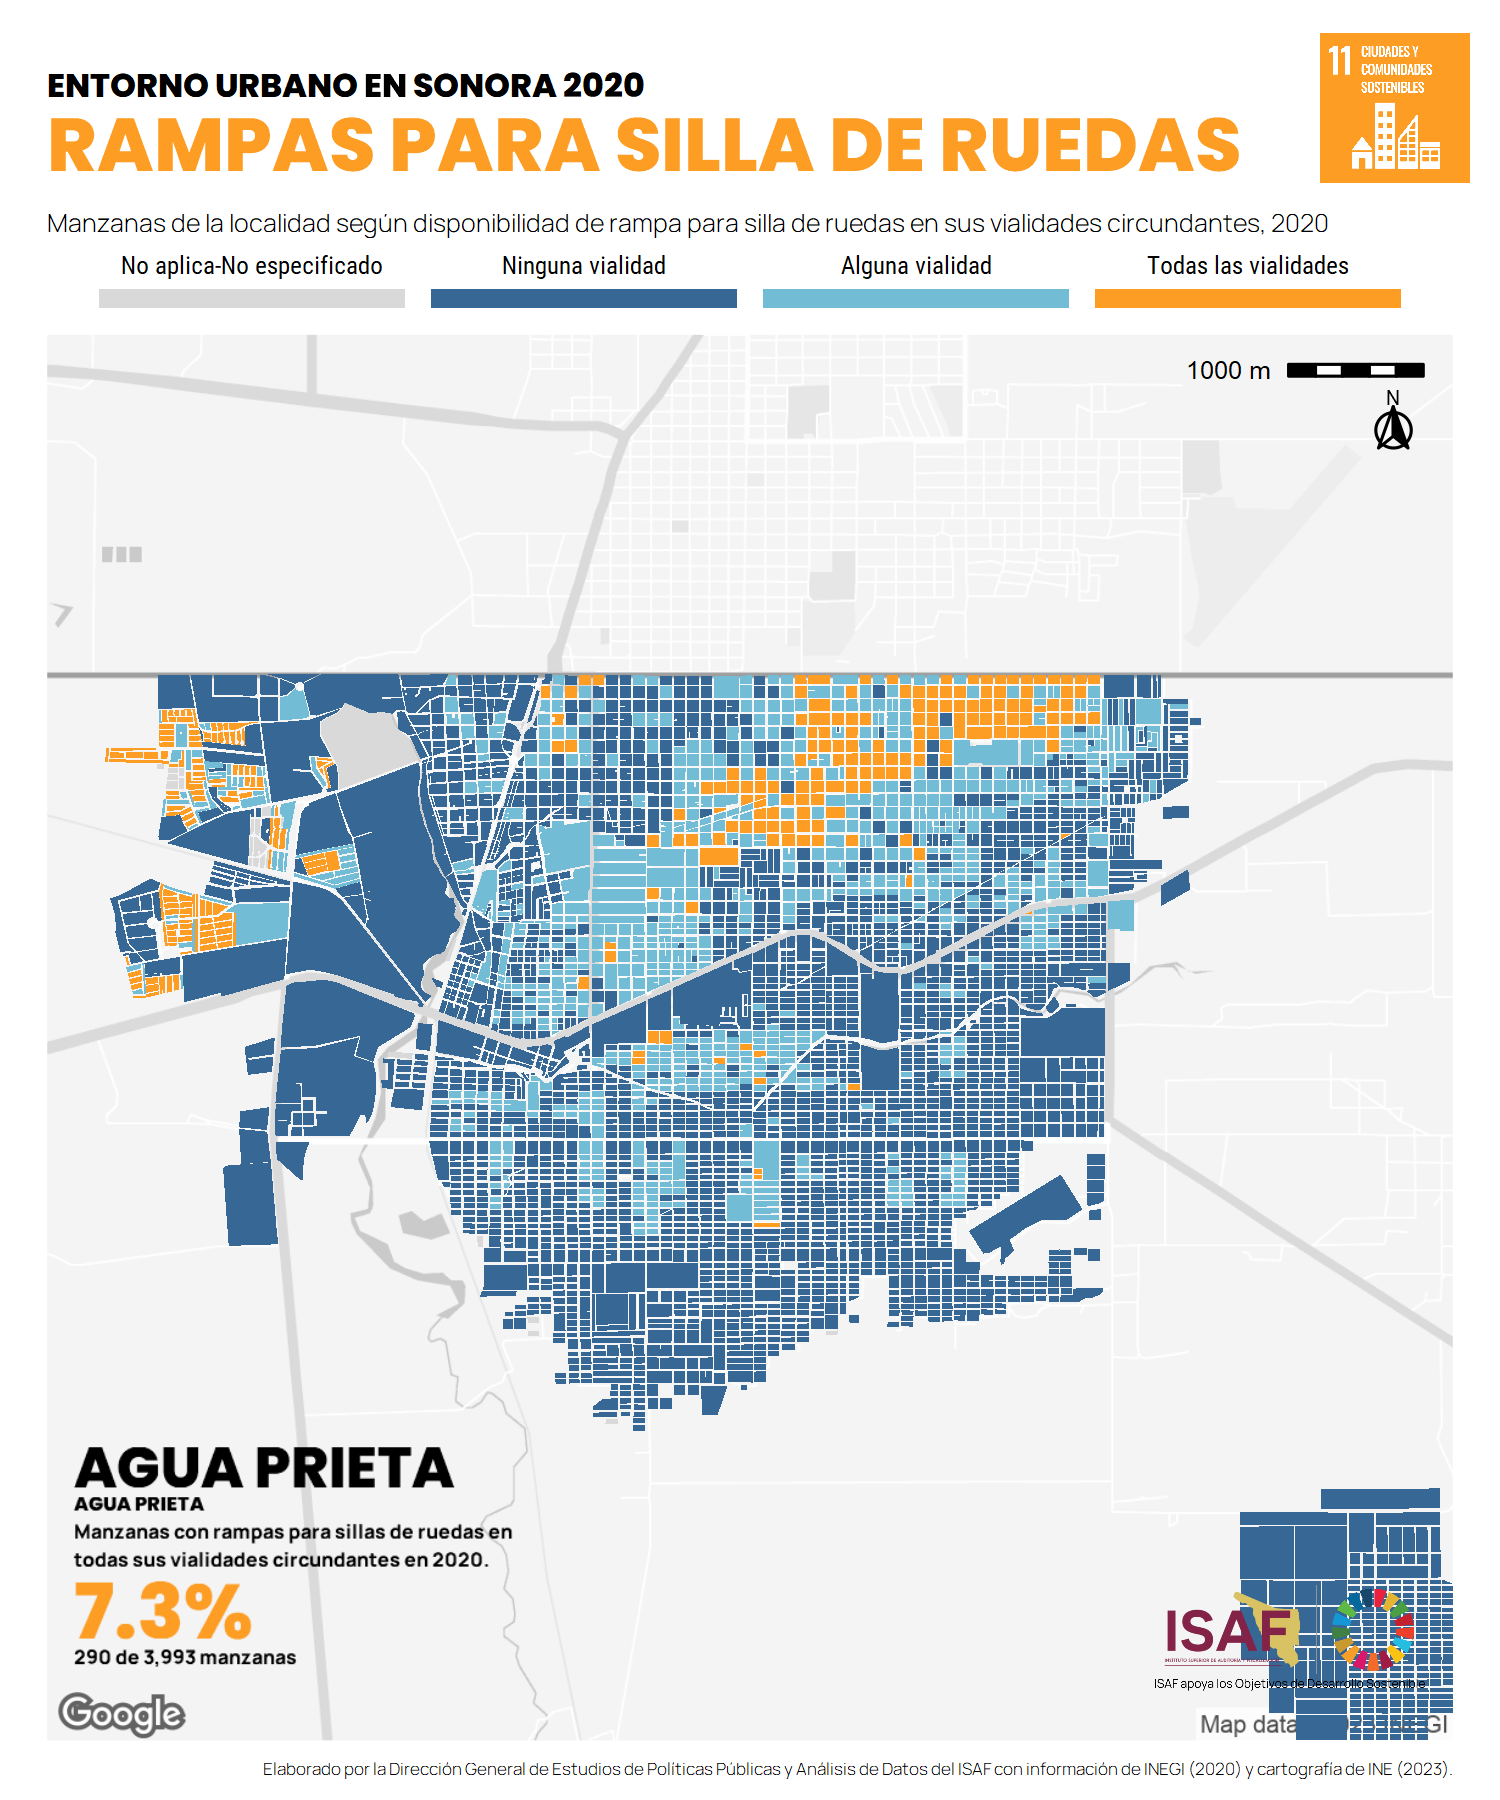 ENTORNO URBANO EN SONORA 2020
RAMPAS PARA SILLA DE RUEDAS
11 CIUDADES Y
COMUNIDADES
SOSTENIBLES
Manzanas de la localidad según disponibilidad de rampa para silla de ruedas en sus vialidades circundantes, 2020
No aplica-No especificado
Ninguna vialidad
Alguna vialidad
Todas las vialidades
1000 m
N
AGUA PRIETA
AGUA PRIETA
Manzanas con rampas para sillas de ruedas en
todas sus vialidades circundantes en 2020.
7.3%
290 de 3,993 manzanas
Google
ISAF
ISAF apoya los Objetivos de Desarrollo Sostenible
Map data
GI
Elaborado por la Dirección General de Estudios de Políticas Públicas y Análisis de Datos del ISAF con información de INEGI (2020) y cartografía de INE (2023).